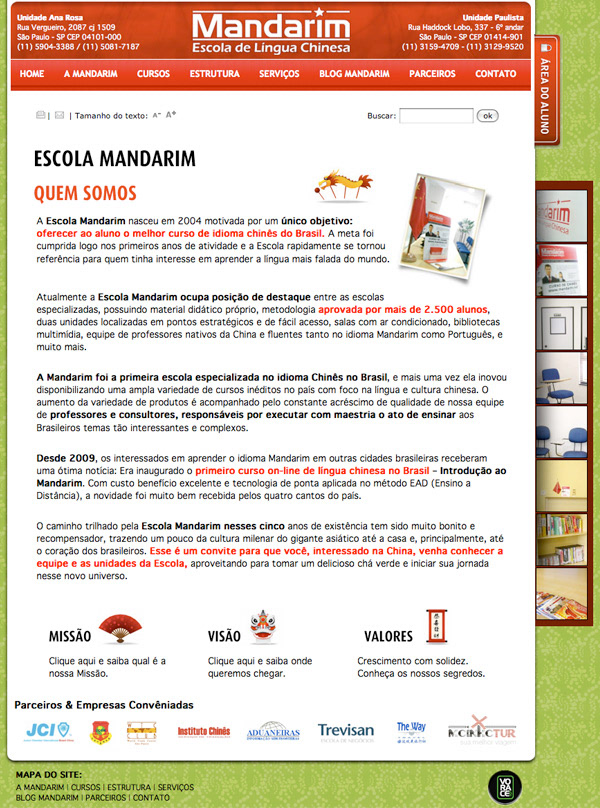 Unidade Ana Rosa
Rua Vergueiro, 2087 cj 1509
São Paulo - SP CEP 04101-000
(11) 5904-3388 / (11) 5081-7187
Mandarim
Escola de Língua Chinesa
Unidade Paulista
Rua Haddock Lobo, 337 - 6º andar
São Paulo - SP CEP 01414-901
(11) 3159-4709 - (11) 3129-9520
HOME A MANDARIM CURSOS ESTRUTURA SERVIÇOS BLOG MANDARIM PARCEIROS CONTATO
ÁREA DO ALUNO
| | Tamanho do texto: A- A+
Buscar: ok
ESCOLA MANDARIM
QUEM SOMOS
A Escola Mandarim nasceu em 2004 motivada por um único objetivo:
oferecer ao aluno o melhor curso de idioma chinês do Brasil. A meta foi
cumprida logo nos primeiros anos de atividade e a Escola rapidamente se tornou
referência para quem tinha interesse em aprender a língua mais falada do mundo.
Atualmente a Escola Mandarim ocupa posição de destaque entre as escolas
especializadas, possuindo material didático próprio, metodologia aprovada por mais de 2.500 alunos,
duas unidades localizadas em pontos estratégicos e de fácil acesso, salas com ar condicionado, bibliotecas
multimídia, equipe de professores nativos da China e fluentes tanto no idioma Mandarim como Português, e
muito mais.
A Mandarim foi a primeira escola especializada no idioma Chinês no Brasil, e mais uma vez ela inovou
disponibilizando uma ampla variedade de cursos inéditos no país com foco na língua e cultura chinesa. O
aumento da variedade de produtos é acompanhado pelo constante acréscimo de qualidade de nossa equipe
de professores e consultores, responsáveis por executar com maestria o ato de ensinar aos
Brasileiros temas tão interessantes e complexos.
Desde 2009, os interessados em aprender o idioma Mandarim em outras cidades brasileiras receberam
uma ótima notícia: Era inaugurado o primeiro curso on-line de língua chinesa no Brasil – Introdução ao
Mandarim. Com custo benefício excelente e tecnologia de ponta aplicada no método EAD (Ensino a
Distância), a novidade foi muito bem recebida pelos quatro cantos do país.
O caminho trilhado pela Escola Mandarim nesses cinco anos de existência tem sido muito bonito e
recompensador, trazendo um pouco da cultura milenar do gigante asiático até a casa e, principalmente, até
o coração dos brasileiros. Esse é um convite para que você, interessado na China, venha conhecer a
equipe e as unidades da Escola, aproveitando para tomar um delicioso chá verde e iniciar sua jornada
nesse novo universo.
MISSÃO
Clique aqui e saiba qual é a
nossa Missão.
VISÃO
Clique aqui e saiba onde
queremos chegar.
VALORES
Crescimento com solidez.
Conheça os nossos segredos.
Parceiros & Empresas Convêniadas
JCI
Instituto Chinês
ADUANEIRAS
Trevisan
ESCOLA DE NEGÓCIOS
The Way
MAPA DO SITE:
A MANDARIM | CURSOS | ESTRUTURA | SERVIÇOS
BLOG MANDARIM | PARCEIROS | CONTATO
VORACE